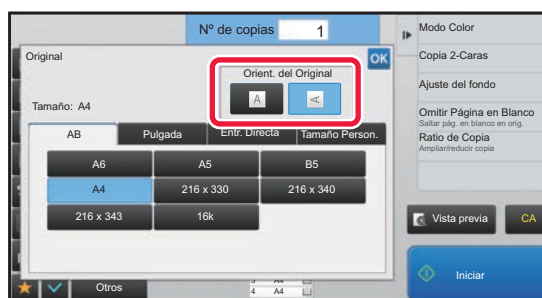 Nº de copias 1
Original
OK
Orient. del Original
A A
Tamaño: A4
AB Pulgada Entr. Directa Tamaño Person.
A6 A5 B5
A4 216 x 330 216 x 340
216 x 343 16k
Otros
4 A4
Modo Color
Copia 2-Caras
Ajuste del fondo
Omitir Página en Blanco
Saltar pág. en blanco en orig.
Ratio de Copia
Ampliar/reducir copia
Vista previa CA
Iniciar